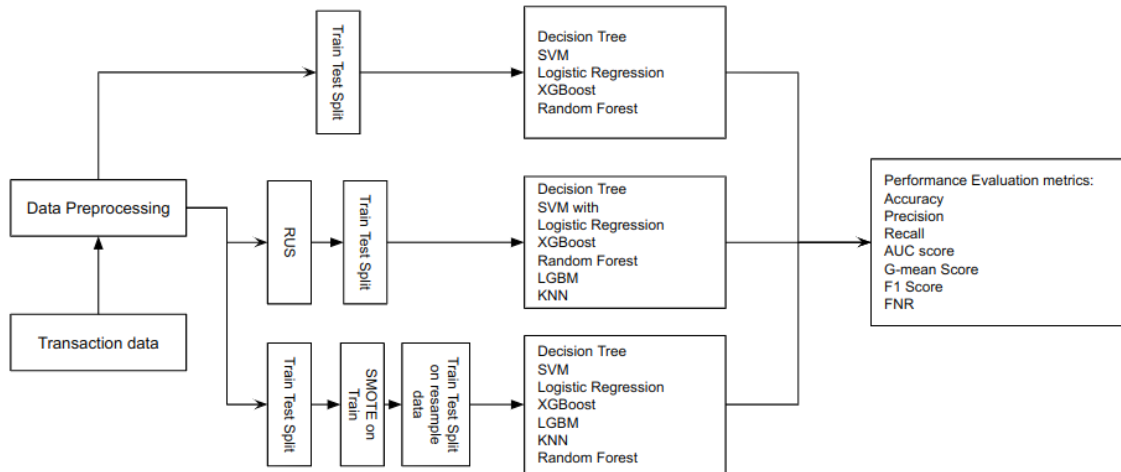 Train Test Split
Decision Tree
SVM
Logistic Regression
XGBoost
Random Forest
Data Preprocessing
Transaction data
RUS
Train Test Split
Decision Tree
SVM with
Logistic Regression
XGBoost
Random Forest
LGBM
KNN
Train Test Split
SMOTE on
Train
Train Test Split
on resample
data
Decision Tree
SVM
Logistic Regression
XGBoost
LGBM
KNN
Random Forest
Performance Evaluation metrics:
Accuracy
Precision
Recall
AUC score
G-mean Score
F1 Score
FNR